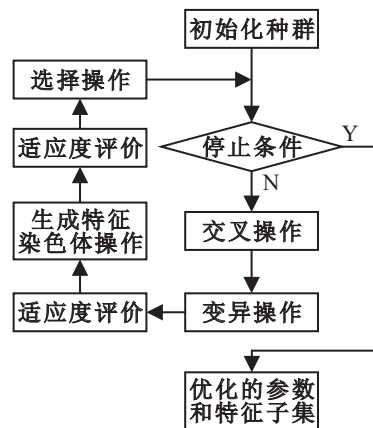 初始化种群
选择操作
停止条件
Y
适应度评价
N
生成特征
染色体操作
交叉操作
适应度评价
变异操作
优化的参数
和特征子集